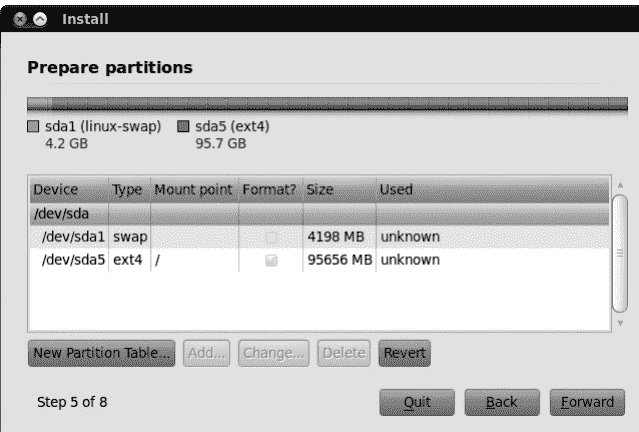 Install
Prepare partitions
sda1 (linux-swap) sda5 (ext4)
4.2 GB 95.7 GB
Device Type Mount point Format? Size Used
/dev/sda
/dev/sda1 swap 4198 MB unknown
/dev/sda5 ext4 / 95656 MB unknown
New Partition Table... Add... Change... Delete Revert
Step 5 of 8 Quit Back Forward